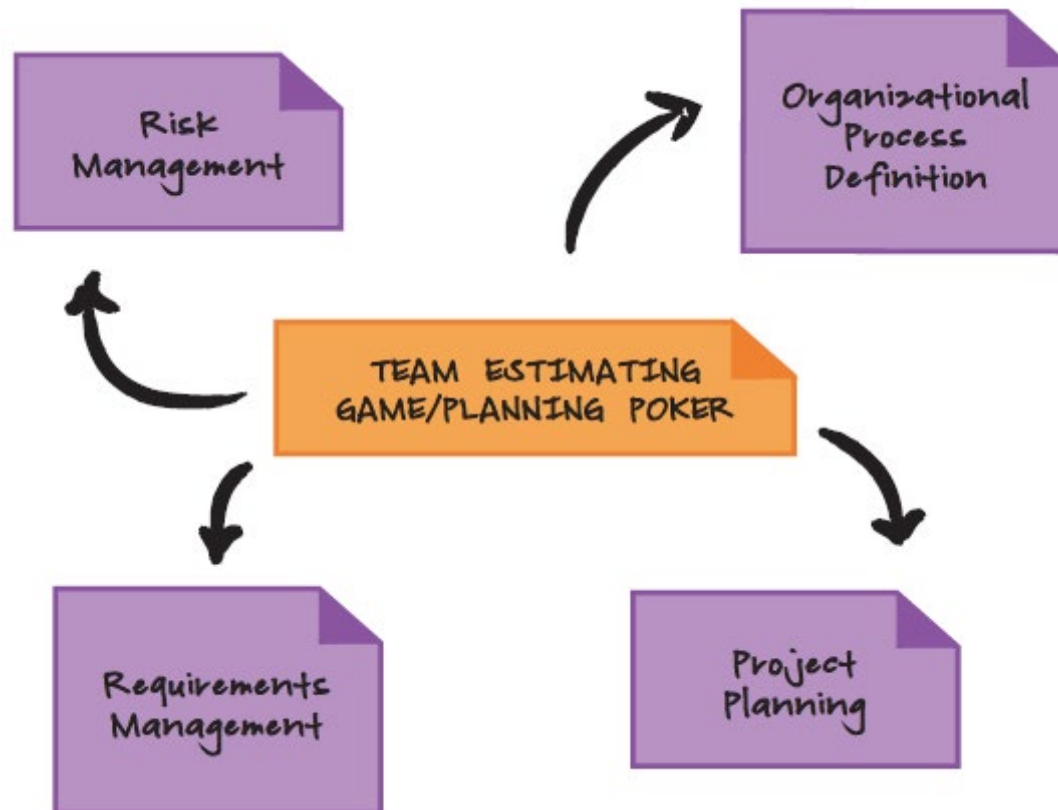 Risk
Management
Organizational
Process
Definition
TEAM ESTIMATING
GAME/PLANNING POKER
Requirements
Management
Project
Planning